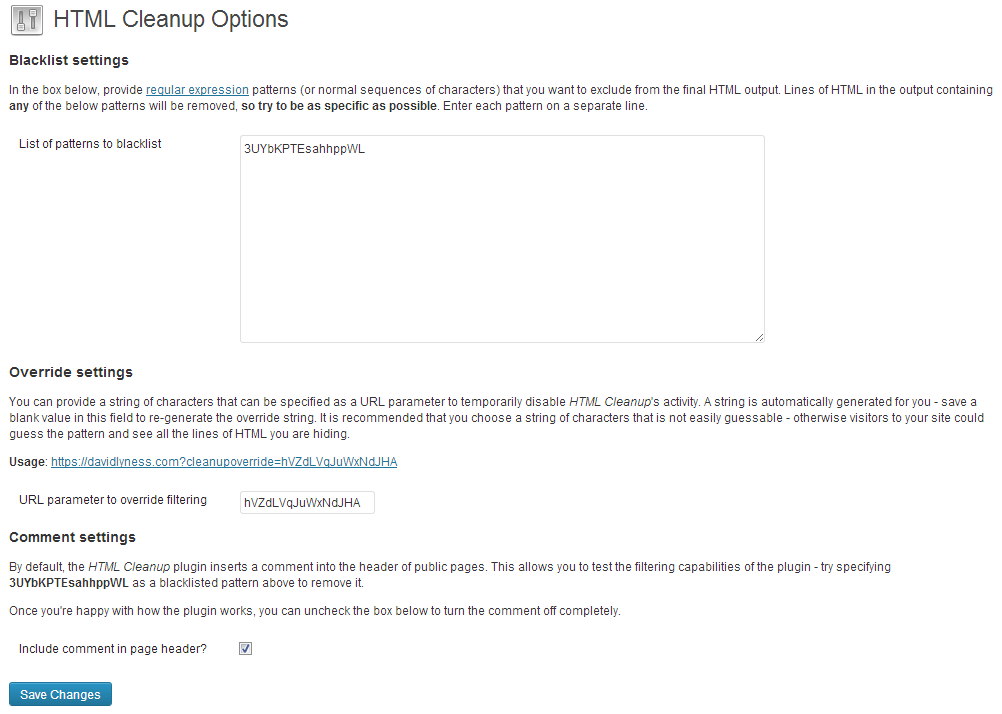 HTML Cleanup Options
Blacklist settings
In the box below, provide regular expression patterns (or normal sequences of characters) that you want to exclude from the final HTML output. Lines of HTML in the output containing
any of the below patterns will be removed, so try to be as specific as possible. Enter each pattern on a separate line.
List of patterns to blacklist
3UYbKPTEsahhppWL
Override settings
You can provide a string of characters that can be specified as a URL parameter to temporarily disable HTML Cleanup's activity. A string is automatically generated for you - save a
blank value in this field to re-generate the override string. It is recommended that you choose a string of characters that is not easily guessable - otherwise visitors to your site could
guess the pattern and see all the lines of HTML you are hiding.
Usage: https://davidlyness.com?cleanupoverride=hVZdLVqJuWxNdJHA
URL parameter to override filtering
hVZdLVqJuWxNdJHA
Comment settings
By default, the HTML Cleanup plugin inserts a comment into the header of public pages. This allows you to test the filtering capabilities of the plugin - try specifying
3UYbKPTEsahhppWL as a blacklisted pattern above to remove it.
Once you're happy with how the plugin works, you can uncheck the box below to turn the comment off completely.
Include comment in page header?
Save Changes